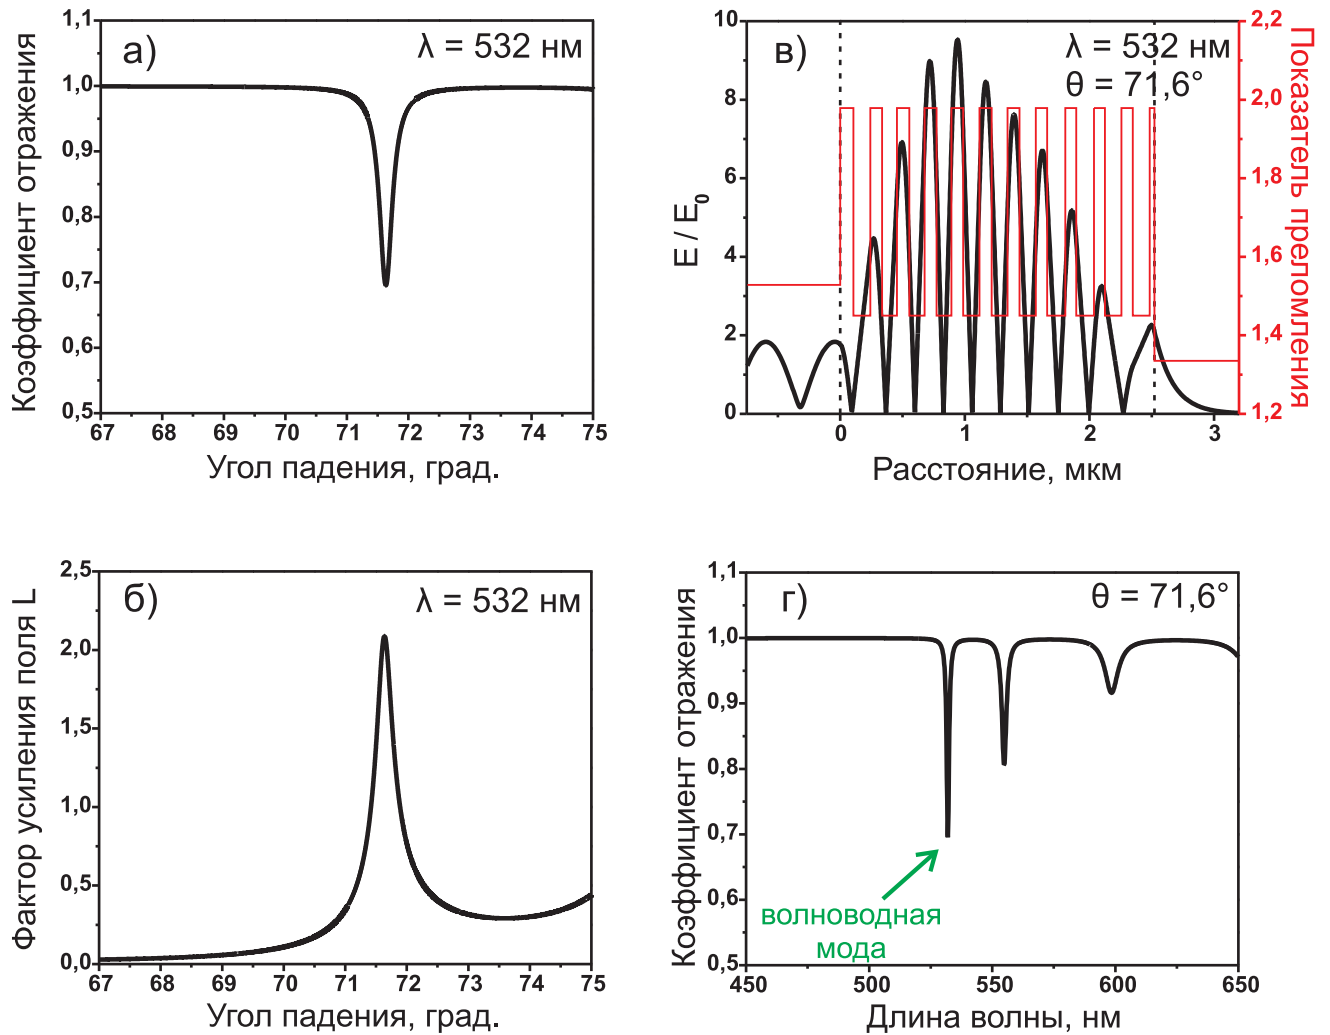 а)
λ = 532 нм
Коэффициент отражения
1,1
1,0
0,9
0,8
0,7
0,6
0,5
67 68 69 70 71 72 73 74 75
Угол падения, град.
в)
λ = 532 нм
θ = 71,6°
E / E₀
10
8
6
4
2
0
0 1 2 3
Расстояние, мкм
2,2
2,0
1,8
1,6
1,4
1,2
Показатель преломления
б)
λ = 532 нм
Фактор усиления поля L
2,5
2,0
1,5
1,0
0,5
0,0
67 68 69 70 71 72 73 74 75
Угол падения, град.
г)
θ = 71,6°
Коэффициент отражения
1,1
1,0
0,9
0,8
0,7
0,6
0,5
волноводная
мода
450 500 550 600 650
Длина волны, нм